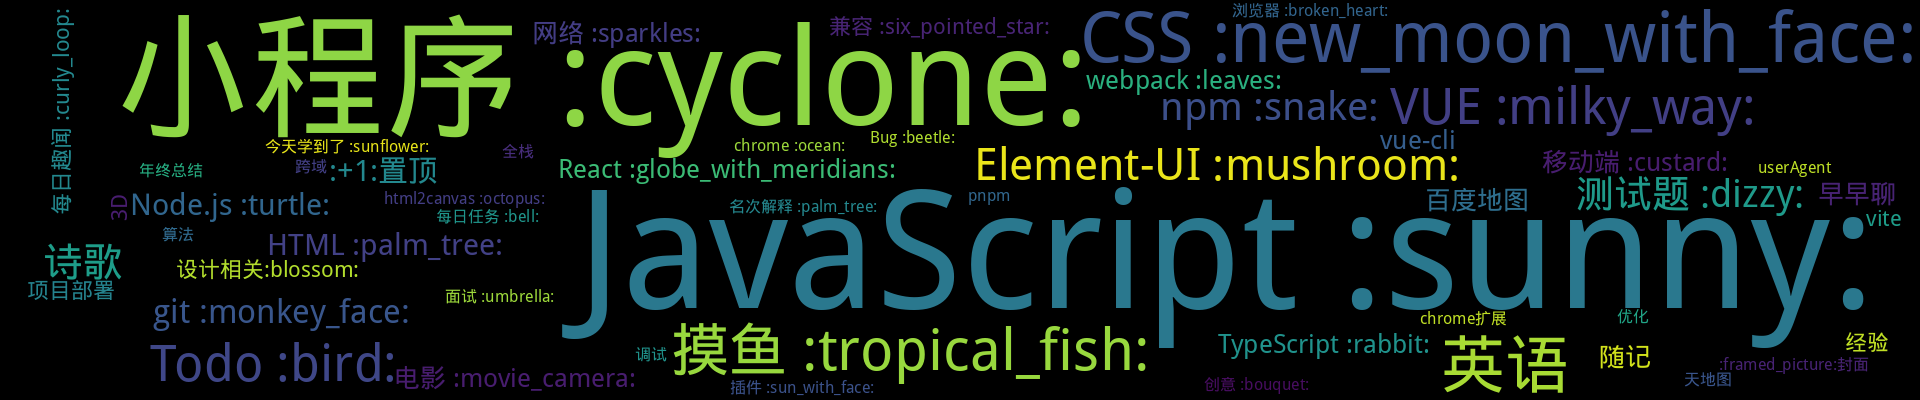 浏览器 :broken_heart:
每日趣闻 :curly_loop:
小程序 :cyclone:
网络 :sparkles:
兼容 :six_pointed_star:
CSS :new_moon_with_face:
webpack :leaves:
npm :snake:
VUE :milky_way:
今天学到了 :sunflower:
全栈
chrome :ocean:
Bug :beetle:
vue-cli
年终总结
跨域
:+1:置顶
React :globe_with_meridians:
Element-UI :mushroom:
移动端 :custard:
userAgent
3D
Node.js :turtle:
html2canvas :octopus:
每日任务 :bell:
名次解释 :palm_tree:
pnpm
百度地图
测试题 :dizzy:
早早聊
vite
算法
HTML :palm_tree:
JavaScript :sunny:
诗歌
设计相关:blossom:
项目部署
面试 :umbrella:
git :monkey_face:
chrome扩展
优化
Todo :bird:
调试
摸鱼 :tropical_fish:
TypeScript :rabbit:
英语
随记
经验
电影 :movie_camera:
插件 :sun_with_face:
创意 :bouquet:
天地图
:framed_picture:封面